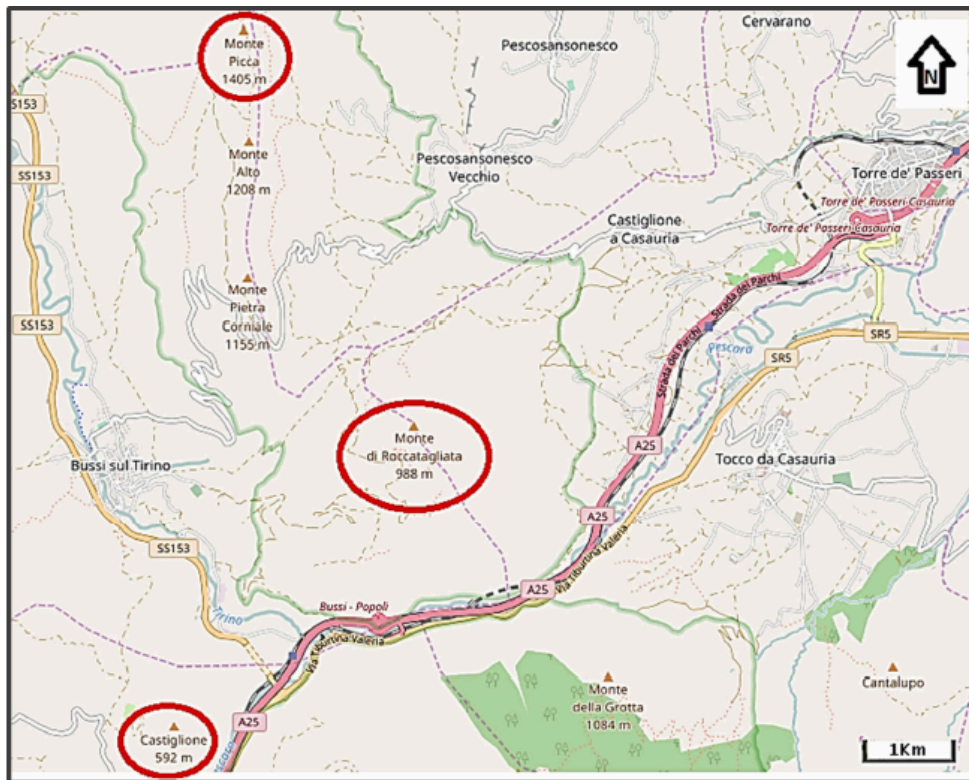 Cervarano
Monte
Picca
1405 m
Pescosansonesco
N
SS153
Monte
Alto
1208 m
Pescosansonesco
Vecchio
SS153
Torre de' Passeri
Torre de' Passeri-Casauria
Castiglione
a Casauria
Torre de' Passeri-Casauria
Monte
Pietra
Corniale
1155 m
Strada dei Parchi
SS153
SS153
Pescara
SR5
SR5
Strada dei Parchi
Monte
di Roccatagliata
988 m
A25
Bussi sul Tirino
Tocco da Casauria
A25
SS153
Via Tiburtina Valeria
A25
Bussi - Popoli
Tirino
Via Tiburtina Valeria
Cantalupo
Monte
della Grotta
1084 m
A25
Castiglione
592 m
Pescara
1Km